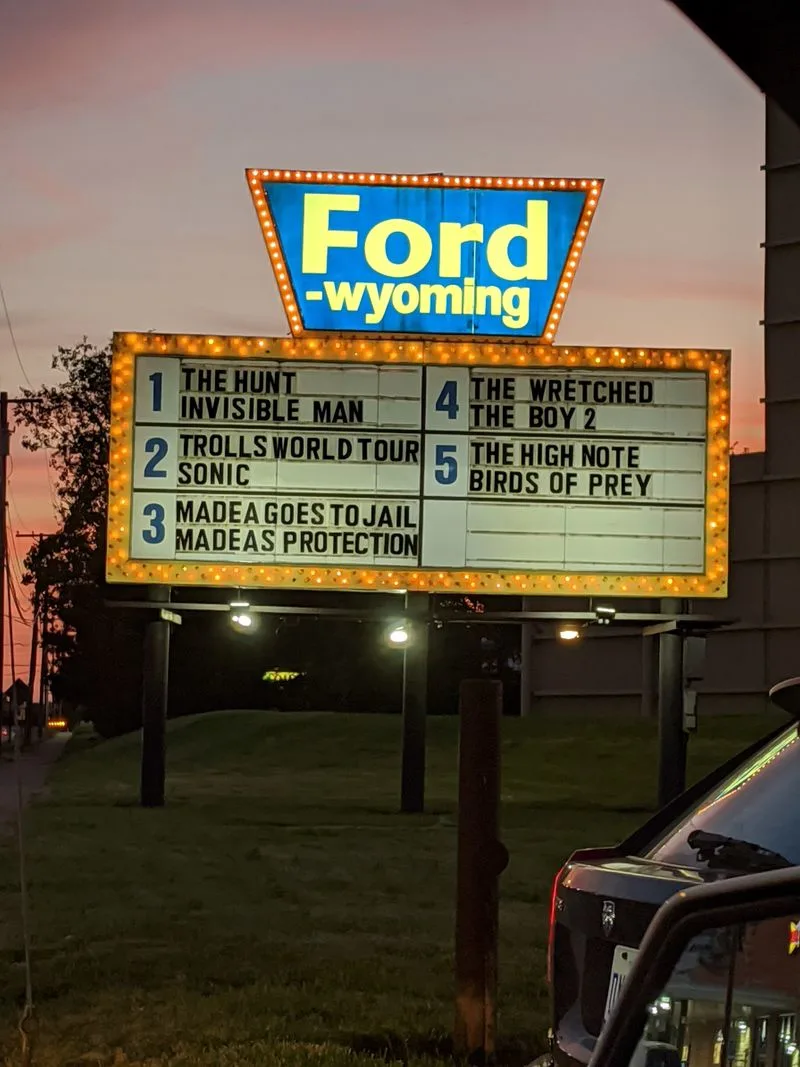 Ford
-wyoming
1 THE HUNT
INVISIBLE MAN
2 TROLLS WORLD TOUR
SONIC
3 MADEA GOES TO JAIL
MADEAS PROTECTION
4 THE WRETCHED
THE BOY 2
5 THE HIGH NOTE
BIRDS OF PREY